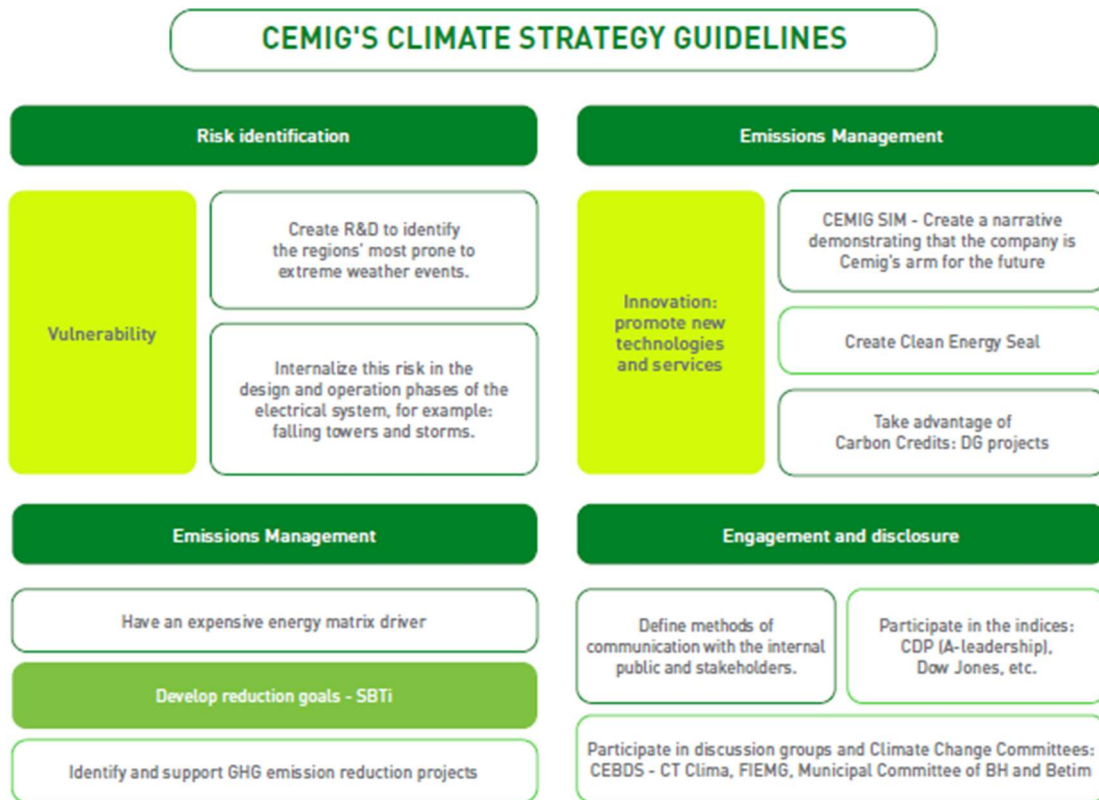 CEMIG'S CLIMATE STRATEGY GUIDELINES
Risk identification
Vulnerability
Create R&D to identify
the regions' most prone to
extreme weather events.
Internalize this risk in the
design and operation phases of the
electrical system, for example:
falling towers and storms.
Emissions Management
Innovation:
promote new
technologies
and services
CEMIG SIM - Create a narrative
demonstrating that the company is
Cemig's arm for the future
Create Clean Energy Seal
Take advantage of
Carbon Credits: DG projects
Emissions Management
Have an expensive energy matrix driver
Develop reduction goals - SBTi
Identify and support GHG emission reduction projects
Engagement and disclosure
Define methods of
communication with the internal
public and stakeholders.
Participate in the indices:
CDP (A-leadership),
Dow Jones, etc.
Participate in discussion groups and Climate Change Committees:
CEBDS - CT Clima, FIEMG, Municipal Committee of BH and Betim